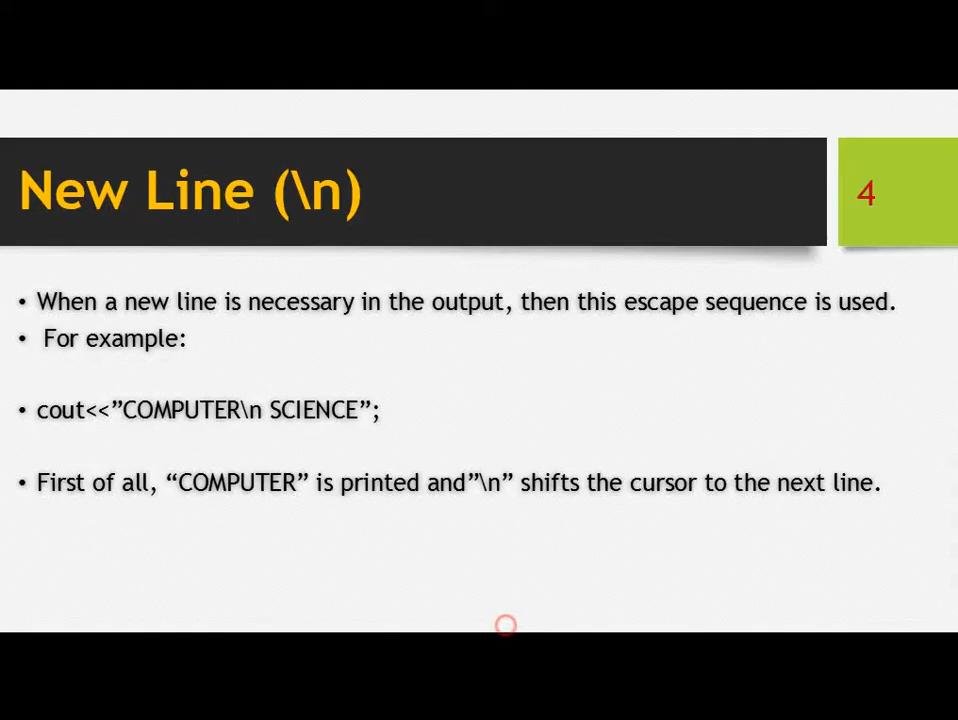 New Line (\n)
4
• When a new line is necessary in the output, then this escape sequence is used.
• For example:
• cout<<”COMPUTER\n SCIENCE”;
• First of all, “COMPUTER” is printed and”\n” shifts the cursor to the next line.